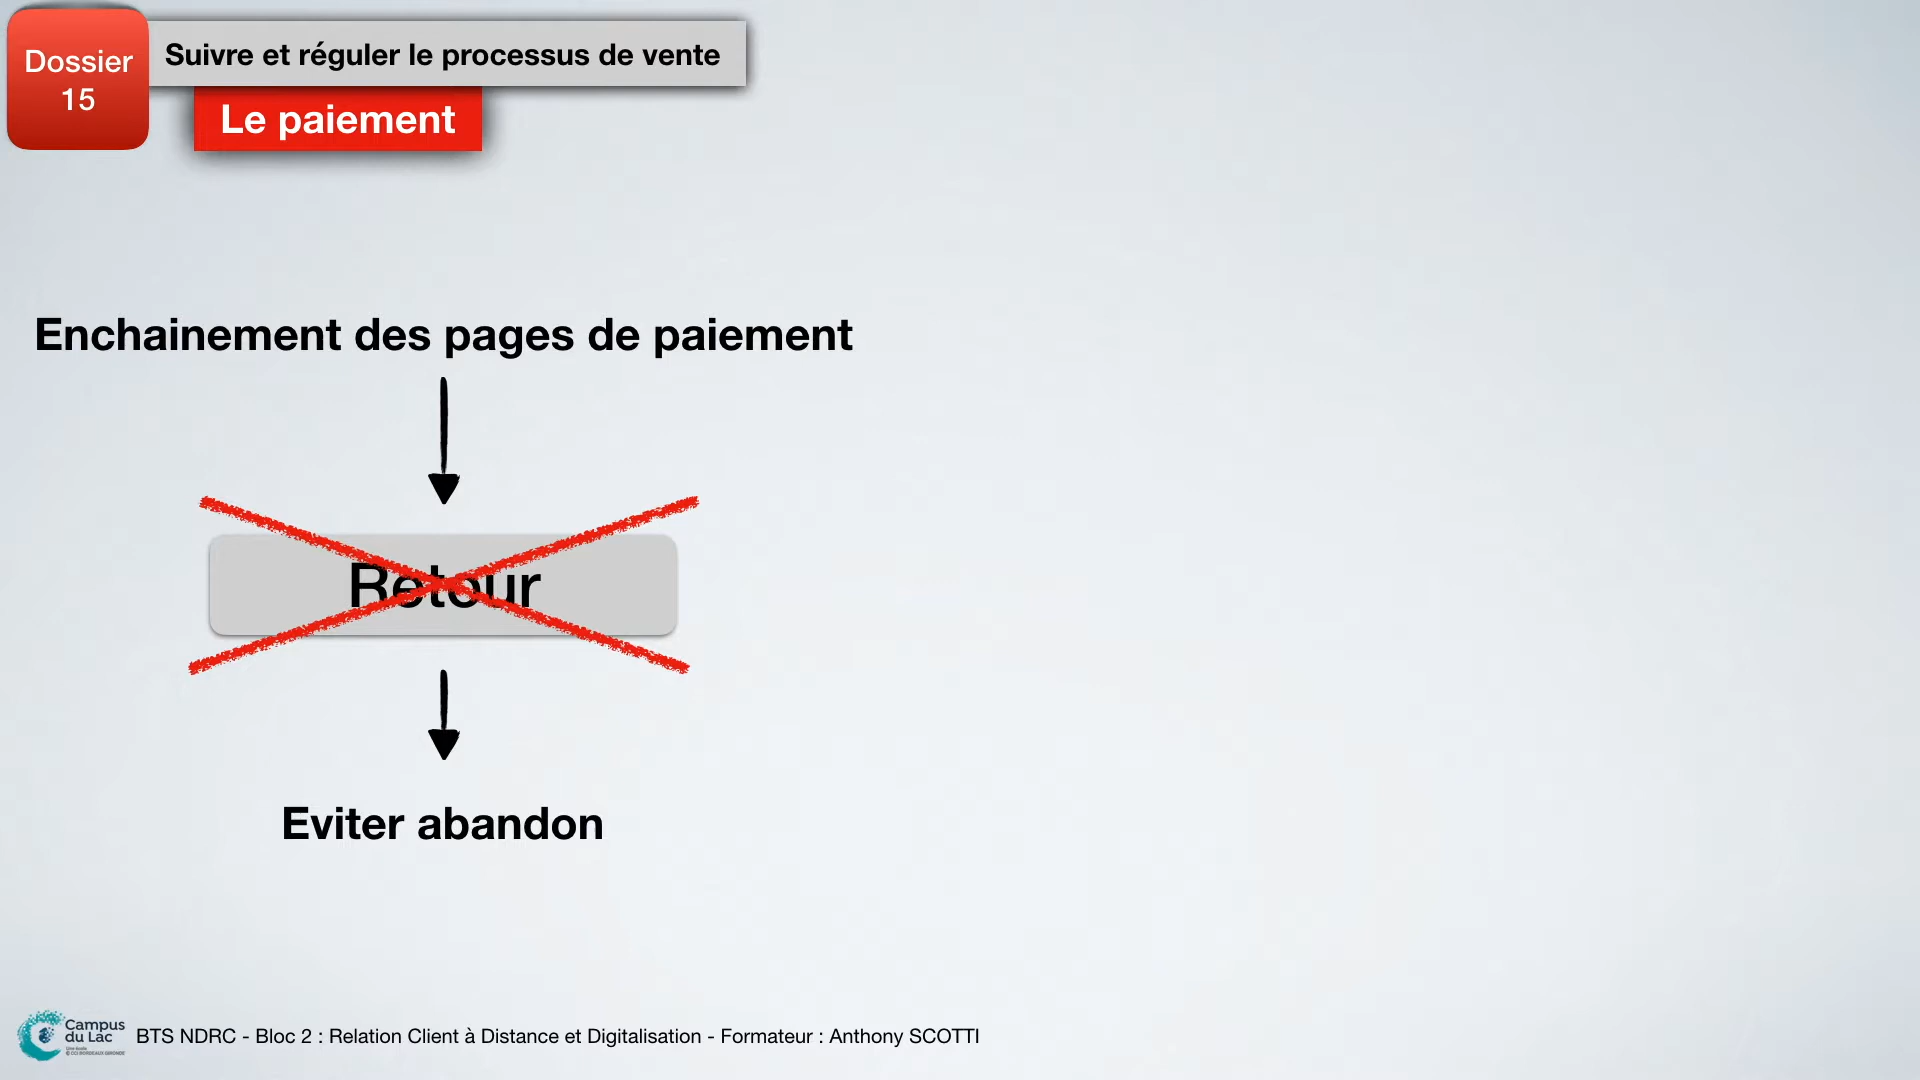 Dossier
15
Suivre et réguler le processus de vente
Le paiement
Enchainement des pages de paiement
Retour
Eviter abandon
Campus
du Lac
BTS NDRC - Bloc 2 : Relation Client à Distance et Digitalisation - Formateur : Anthony SCOTTI